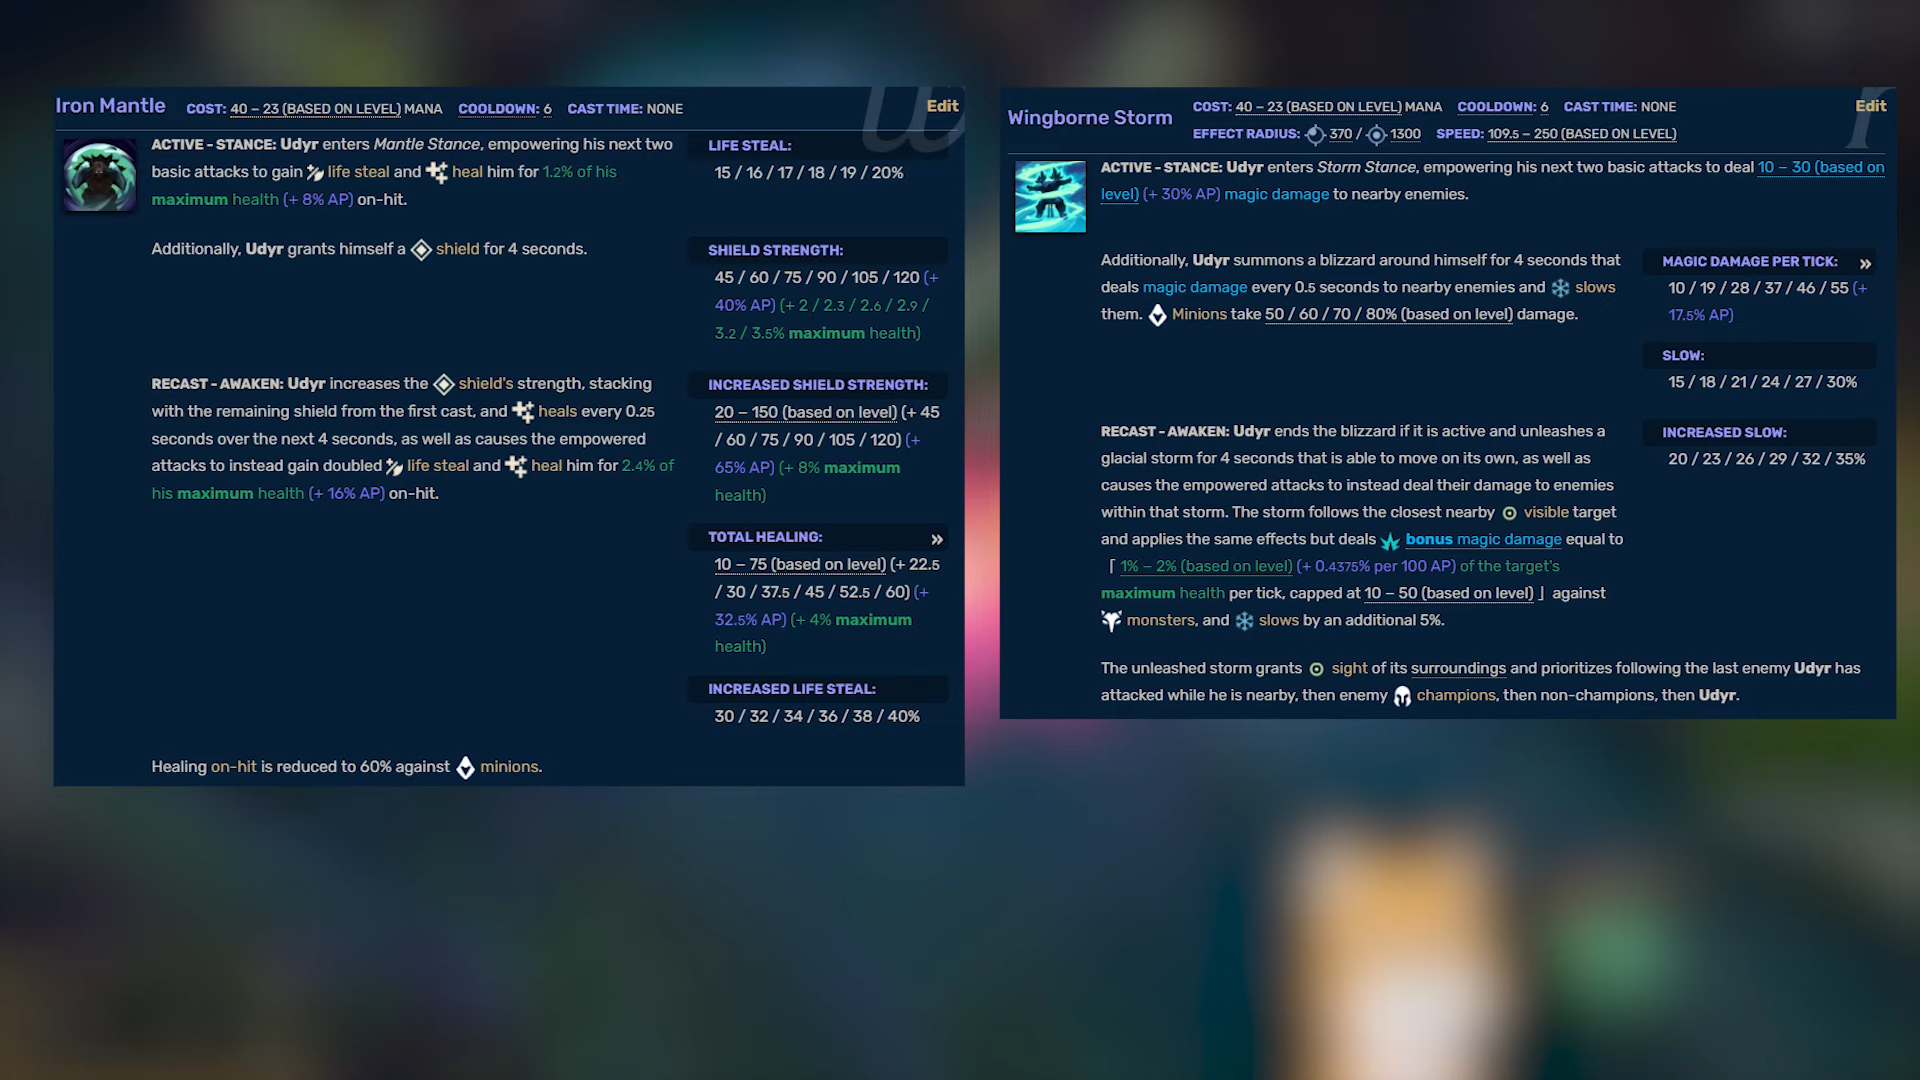 Iron Mantle
COST: 40 – 23 (BASED ON LEVEL) MANA COOLDOWN: 6 CAST TIME: NONE
Edit
ACTIVE - STANCE: Udyr enters Mantle Stance, empowering his next two
basic attacks to gain life steal and heal him for 1.2% of his
maximum health (+ 8% AP) on-hit.
LIFE STEAL:
15 / 16 / 17 / 18 / 19 / 20%
Additionally, Udyr grants himself a shield for 4 seconds.
SHIELD STRENGTH:
45 / 60 / 75 / 90 / 105 / 120 (+
40% AP) (+ 2 / 2.3 / 2.6 / 2.9 /
3.2 / 3.5% maximum health)
RECAST - AWAKEN: Udyr increases the shield's strength, stacking
with the remaining shield from the first cast, and heals every 0.25
seconds over the next 4 seconds, as well as causes the empowered
attacks to instead gain doubled life steal and heal him for 2.4% of
his maximum health (+ 16% AP) on-hit.
INCREASED SHIELD STRENGTH:
20 – 150 (based on level) (+ 45
/ 60 / 75 / 90 / 105 / 120) (+
65% AP) (+ 8% maximum
health)
TOTAL HEALING: »
10 – 75 (based on level) (+ 22.5
/ 30 / 37.5 / 45 / 52.5 / 60) (+
32.5% AP) (+ 4% maximum
health)
INCREASED LIFE STEAL:
30 / 32 / 34 / 36 / 38 / 40%
Healing on-hit is reduced to 60% against minions.
Wingborne Storm
COST: 40 – 23 (BASED ON LEVEL) MANA COOLDOWN: 6 CAST TIME: NONE
EFFECT RADIUS: 370 / 1300 SPEED: 109.5 – 250 (BASED ON LEVEL)
Edit
ACTIVE - STANCE: Udyr enters Storm Stance, empowering his next two basic attacks to deal 10 – 30 (based on
level) (+ 30% AP) magic damage to nearby enemies.
Additionally, Udyr summons a blizzard around himself for 4 seconds that
deals magic damage every 0.5 seconds to nearby enemies and slows
them. Minions take 50 / 60 / 70 / 80% (based on level) damage.
MAGIC DAMAGE PER TICK: »
10 / 19 / 28 / 37 / 46 / 55 (+
17.5% AP)
SLOW:
15 / 18 / 21 / 24 / 27 / 30%
RECAST - AWAKEN: Udyr ends the blizzard if it is active and unleashes a
glacial storm for 4 seconds that is able to move on its own, as well as
causes the empowered attacks to instead deal their damage to enemies
within that storm. The storm follows the closest nearby visible target
and applies the same effects but deals bonus magic damage equal to
⌈ 1% – 2% (based on level) (+ 0.4375% per 100 AP) of the target's
maximum health per tick, capped at 10 – 50 (based on level) ⌋ against
monsters, and slows by an additional 5%.
INCREASED SLOW:
20 / 23 / 26 / 29 / 32 / 35%
The unleashed storm grants sight of its surroundings and prioritizes following the last enemy Udyr has
attacked while he is nearby, then enemy champions, then non-champions, then Udyr.